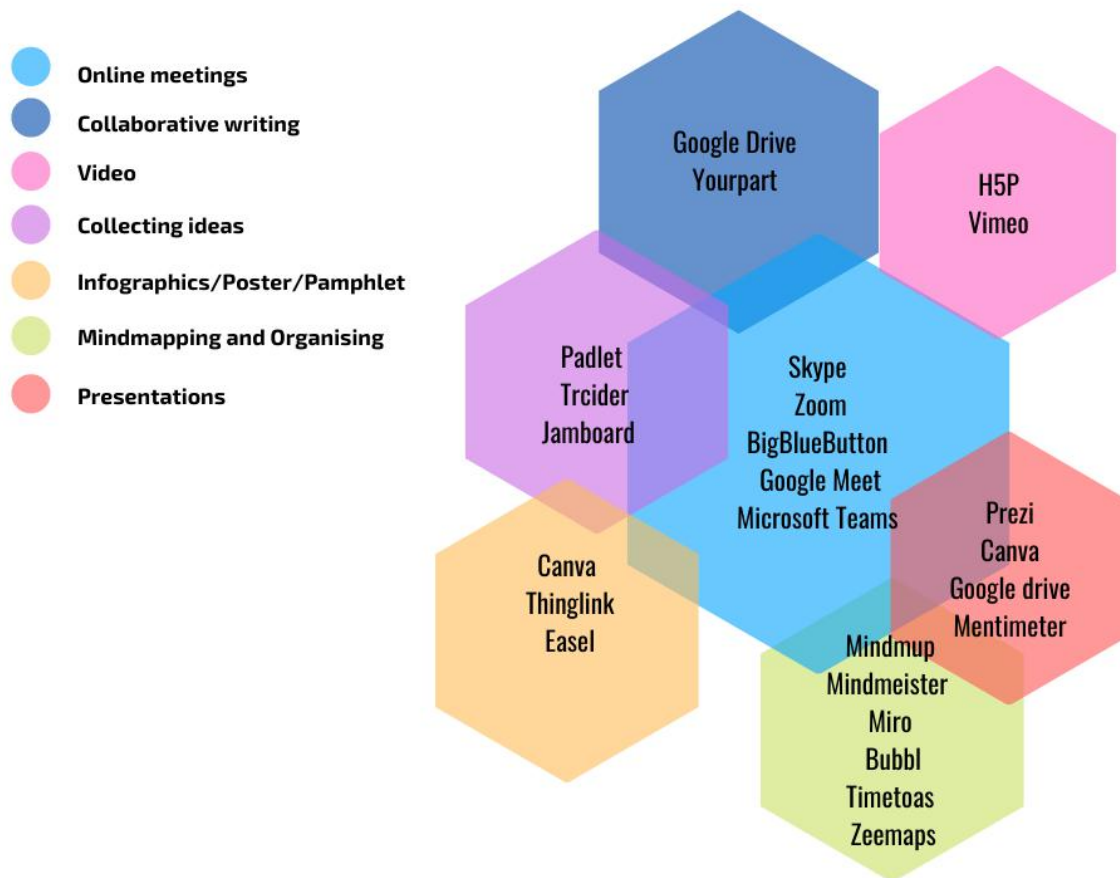 Online meetings
Collaborative writing
Video
Collecting ideas
Infographics/Poster/Pamphlet
Mindmapping and Organising
Presentations
Google Drive
Yourpart
H5P
Vimeo
Padlet
Trcider
Jamboard
Skype
Zoom
BigBlueButton
Google Meet
Microsoft Teams
Canva
Thinglink
Easel
Prezi
Canva
Google drive
Mentimeter
Mindmup
Mindmeister
Miro
Bubbl
Timetoas
Zeemaps